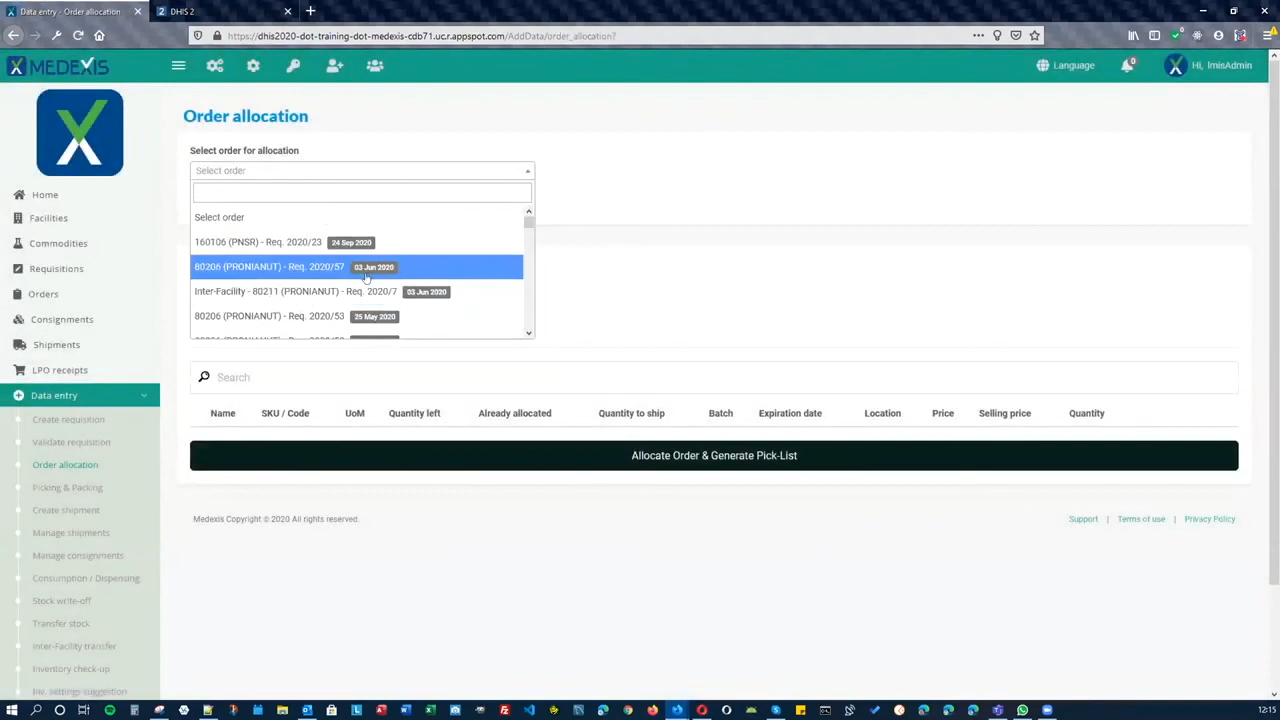 Data entry - Order allocation
DHIS 2
https://dhis2020-dot-training-dot-medexis-cdb71.uc.r.appspot.com/AddData/order_allocation?
MEDEXIS
Language
0
Hi, lmisAdmin
Home
Facilities
Commodities
Requisitions
Orders
Consignments
Shipments
LPO receipts
Data entry
Create requisition
Validate requisition
Order allocation
Picking & Packing
Create shipment
Manage shipments
Manage consignments
Consumption / Dispensing
Stock write-off
Transfer stock
Inter-Facility transfer
Inventory check-up
Inv. settings suggestion
Order allocation
Select order for allocation
Select order
Select order
160106 (PNSR) - Req. 2020/23 24 Sep 2020
80206 (PRONIANUT) - Req. 2020/57 03 Jun 2020
Inter-Facility - 80211 (PRONIANUT) - Req. 2020/7 03 Jun 2020
80206 (PRONIANUT) - Req. 2020/53 25 May 2020
Search
Name SKU / Code UoM Quantity left Already allocated Quantity to ship Batch Expiration date Location Price Selling price Quantity
Allocate Order & Generate Pick-List
Medexis Copyright © 2020 All rights reserved.
Support | Terms of use | Privacy Policy
12:15